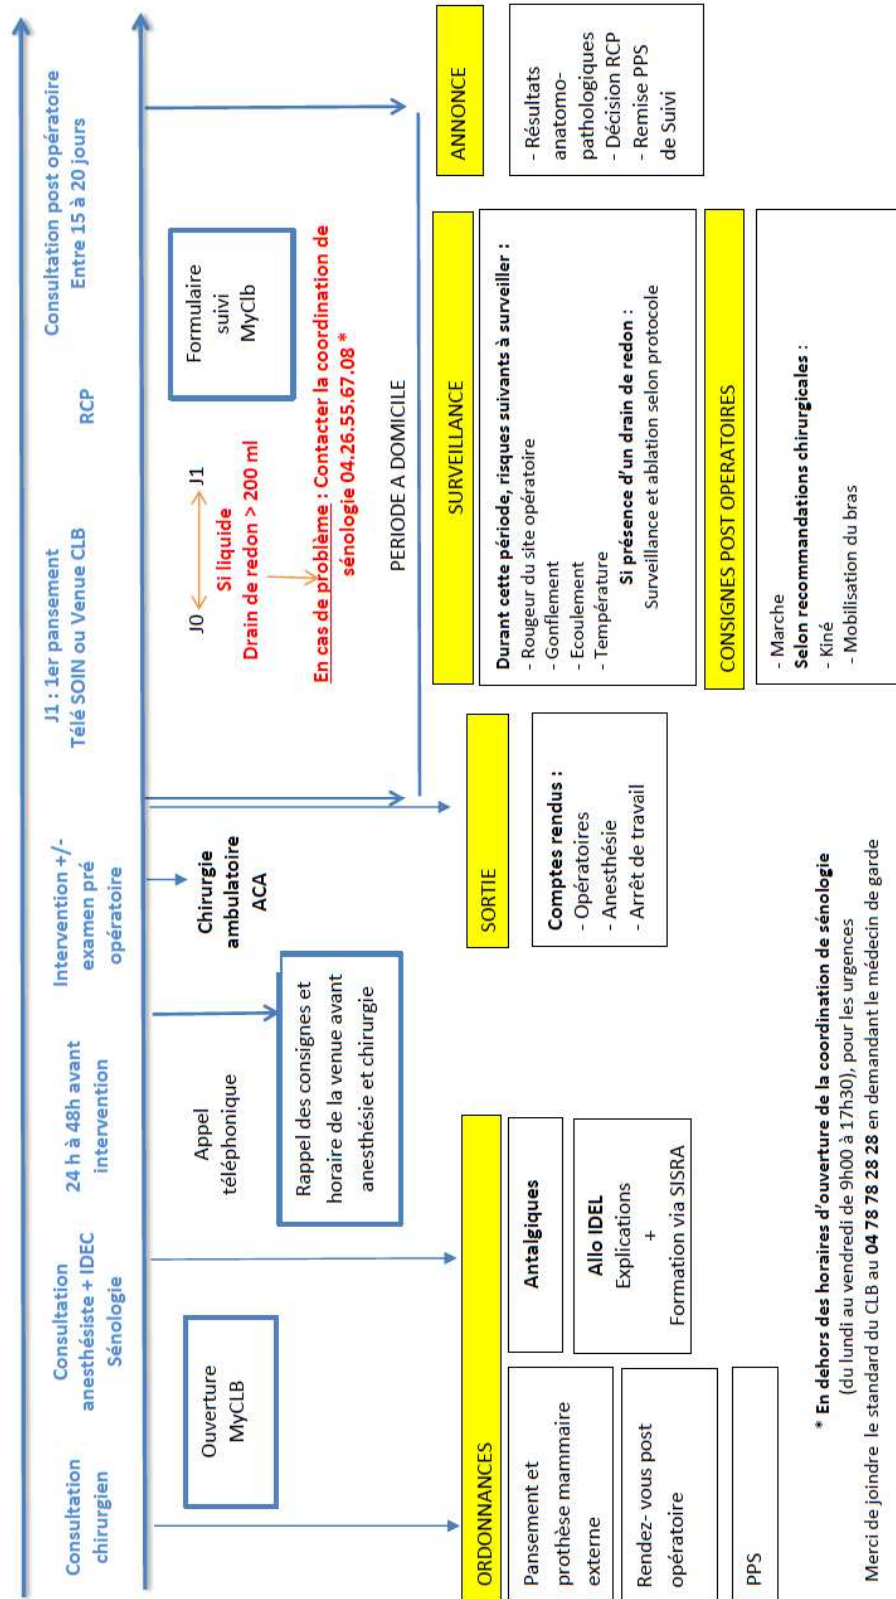 Consultation
chirurgien
Consultation
anesthésiste + IDEC
Sénologie
24 h à 48h avant
intervention
Intervention +/-
examen pré
opératoire
J1 : 1er pansement
Télé SOIN ou Venue CLB
RCP
Consultation post opératoire
Entre 15 à 20 jours
Ouverture
MyCLB
Appel
téléphonique
Rappel des consignes et
horaire de la venue avant
anesthésie et chirurgie
Chirurgie
ambulatoire
ACA
J0
J1
Si liquide
Drain de redon > 200 ml
En cas de problème : Contacter la coordination de
sénologie 04.26.55.67.08 *
Formulaire
suivi
MyClb
PERIODE A DOMICILE
ORDONNANCES
Pansement et
prothèse mammaire
externe
Rendez- vous post
opératoire
PPS
Antalgiques
Allo IDEL
Explications
+
Formation via SISRA
SORTIE
Comptes rendus :
- Opératoires
- Anesthésie
- Arrêt de travail
SURVEILLANCE
Durant cette période, risques suivants à surveiller :
- Rougeur du site opératoire
- Gonflement
- Ecoulement
- Température
Si présence d'un drain de redon :
Surveillance et ablation selon protocole
CONSIGNES POST OPERATOIRES
- Marche
Selon recommandations chirurgicales :
- Kiné
- Mobilisation du bras
ANNONCE
- Résultats
anatomo-
pathologiques
- Décision RCP
- Remise PPS
de Suivi
* En dehors des horaires d'ouverture de la coordination de sénologie
(du lundi au vendredi de 9h00 à 17h30), pour les urgences
Merci de joindre le standard du CLB au 04 78 78 28 28 en demandant le médecin de garde